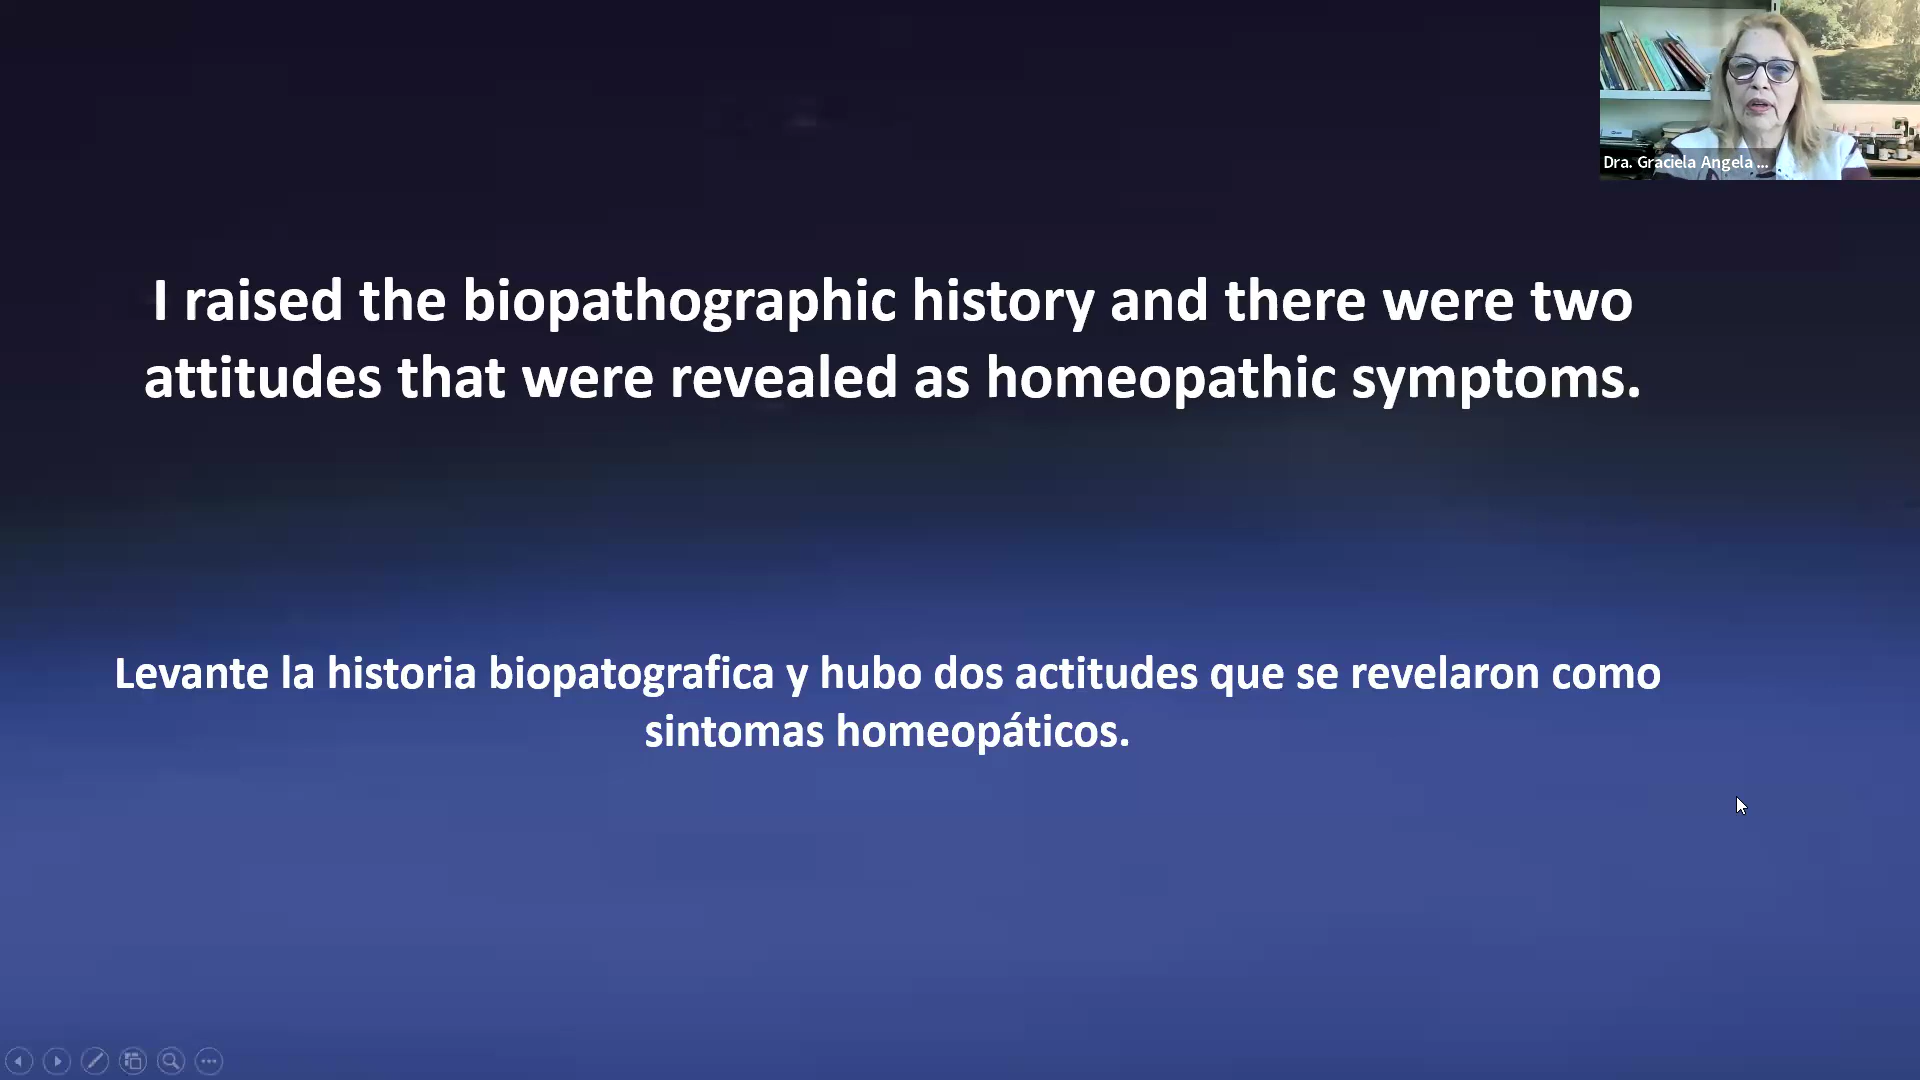 Dra. Graciela Angela ...
I raised the biopathographic history and there were two
attitudes that were revealed as homeopathic symptoms.
Levante la historia biopatografica y hubo dos actitudes que se revelaron como
sintomas homeopáticos.